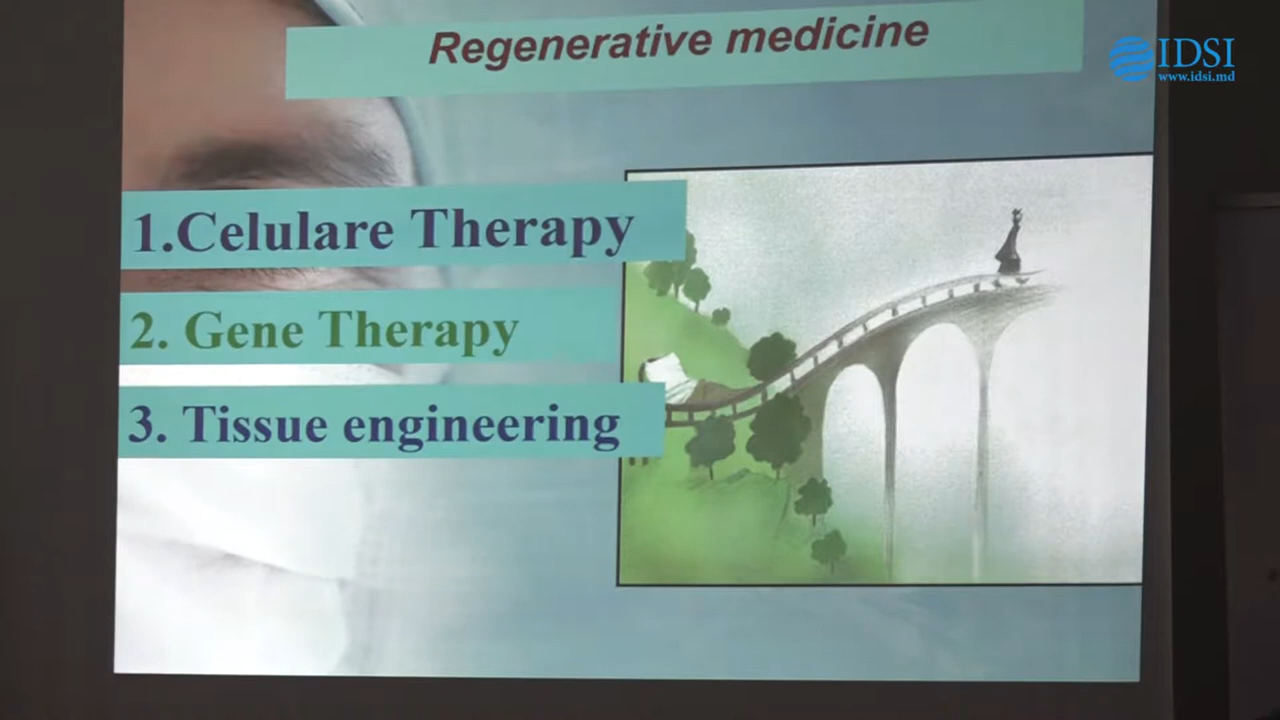 Regenerative medicine
IDSI
www.idsi.md
1.Celulare Therapy
2. Gene Therapy
3. Tissue engineering